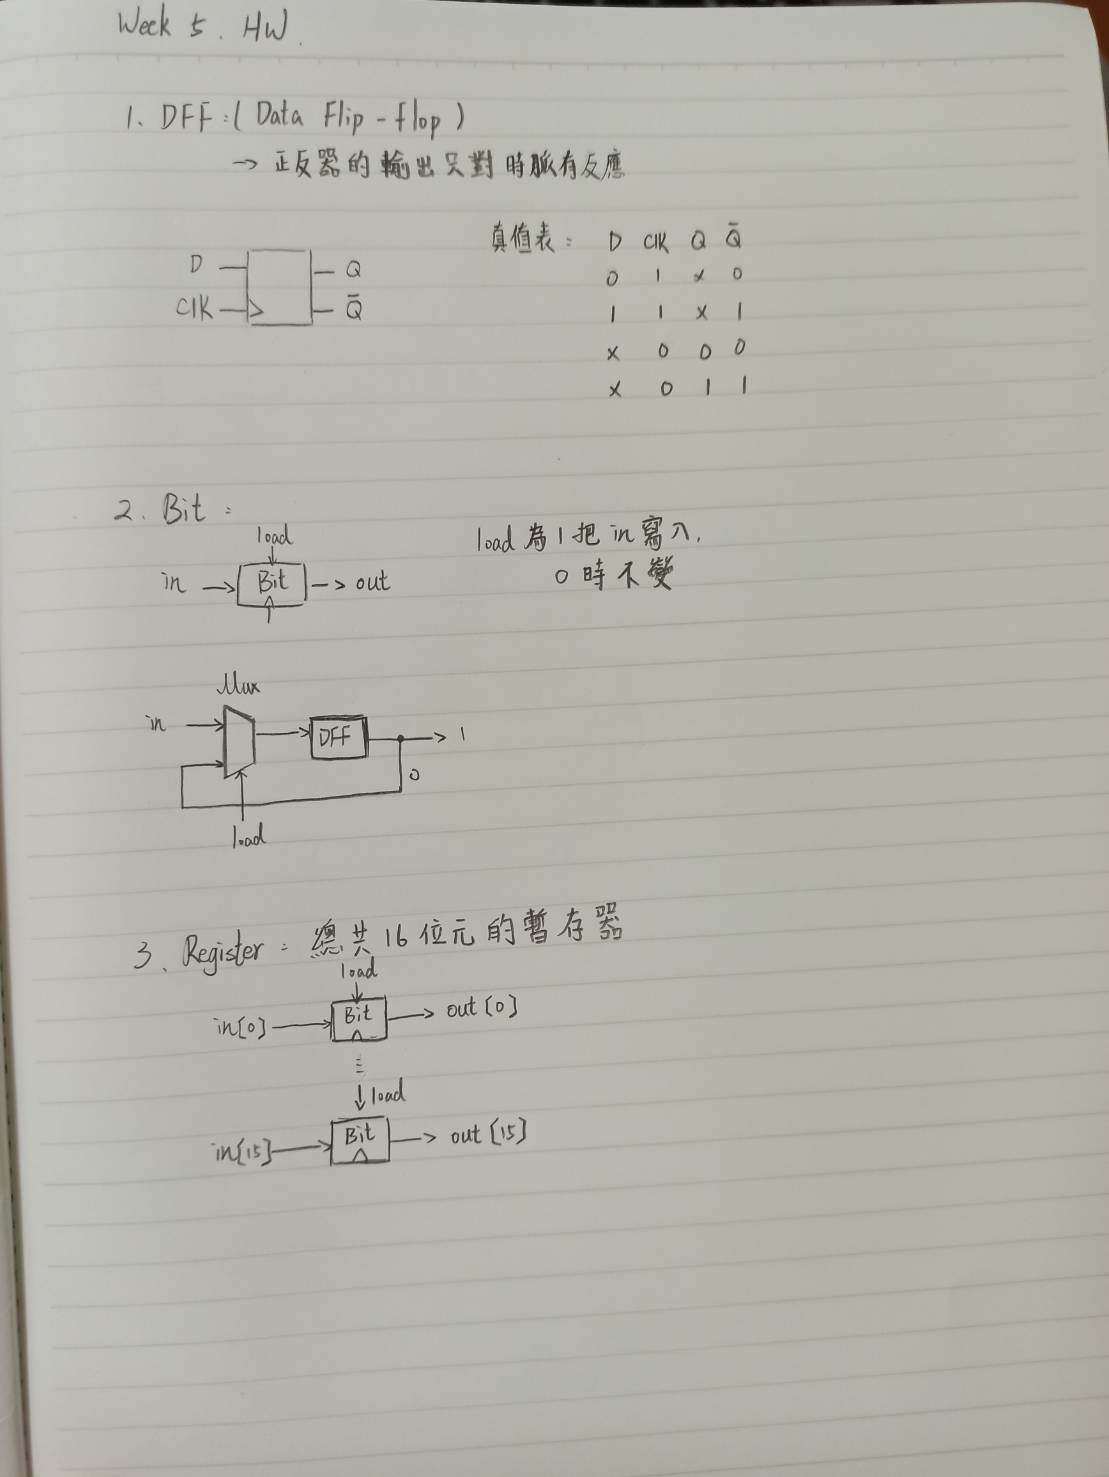 Week 5. HW.
1. DFF:(Data Flip-flop)
→ 正反器的輸出只對時脈有反應
真值表: D ClK Q Q̄
0 1 x 0
1 1 x 1
x 0 0 0
x 0 1 1
D Q
ClK Q̄
2. Bit:
load
in → Bit → out
load 為 1 把 in 寫入.
0 時不變
Mux
in DFF → 1
0
load
3. Register: 總共16位元的暫存器
load
in[0] → Bit → out[0]
⋮
↓ load
in[15] → Bit → out[15]